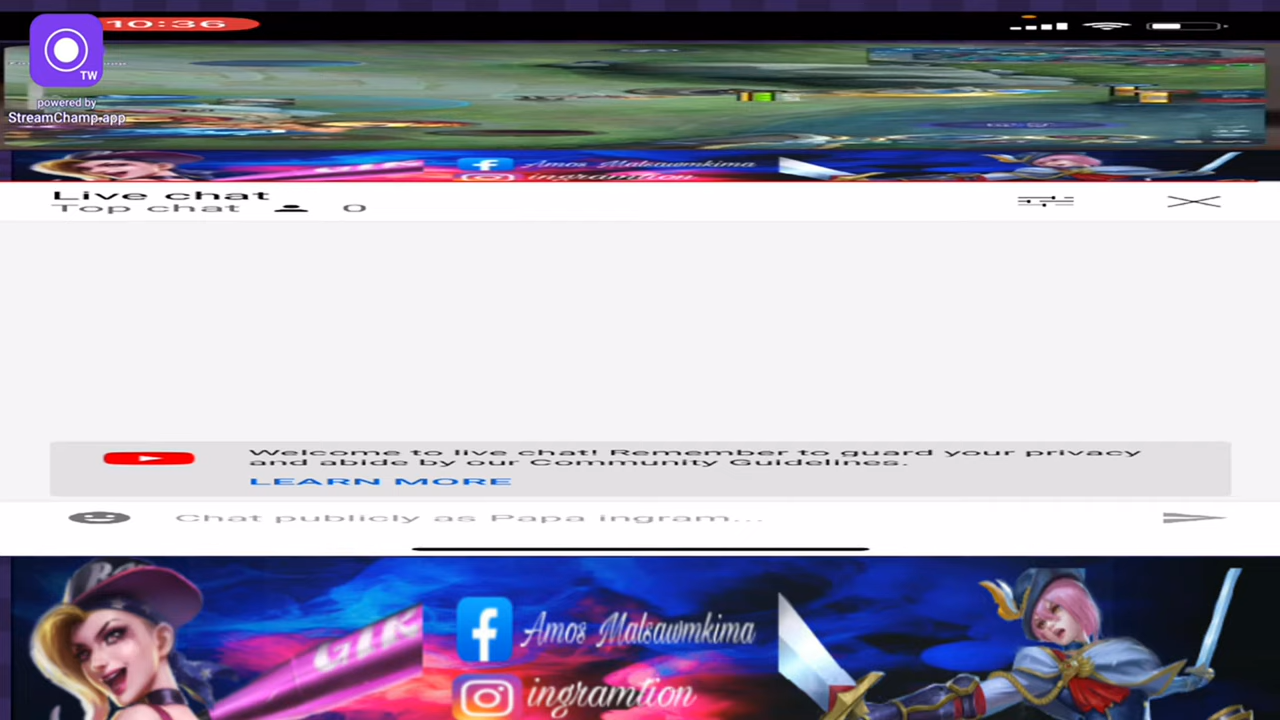 10:36
TW
powered by
StreamChamp.app
Amos Malsawmkima
ingramtion
Live chat
Top chat 0
Welcome to live chat! Remember to guard your privacy
and abide by our Community Guidelines.
LEARN MORE
Chat publicly as Papa ingram...
Amos Malsawmkima
ingramtion